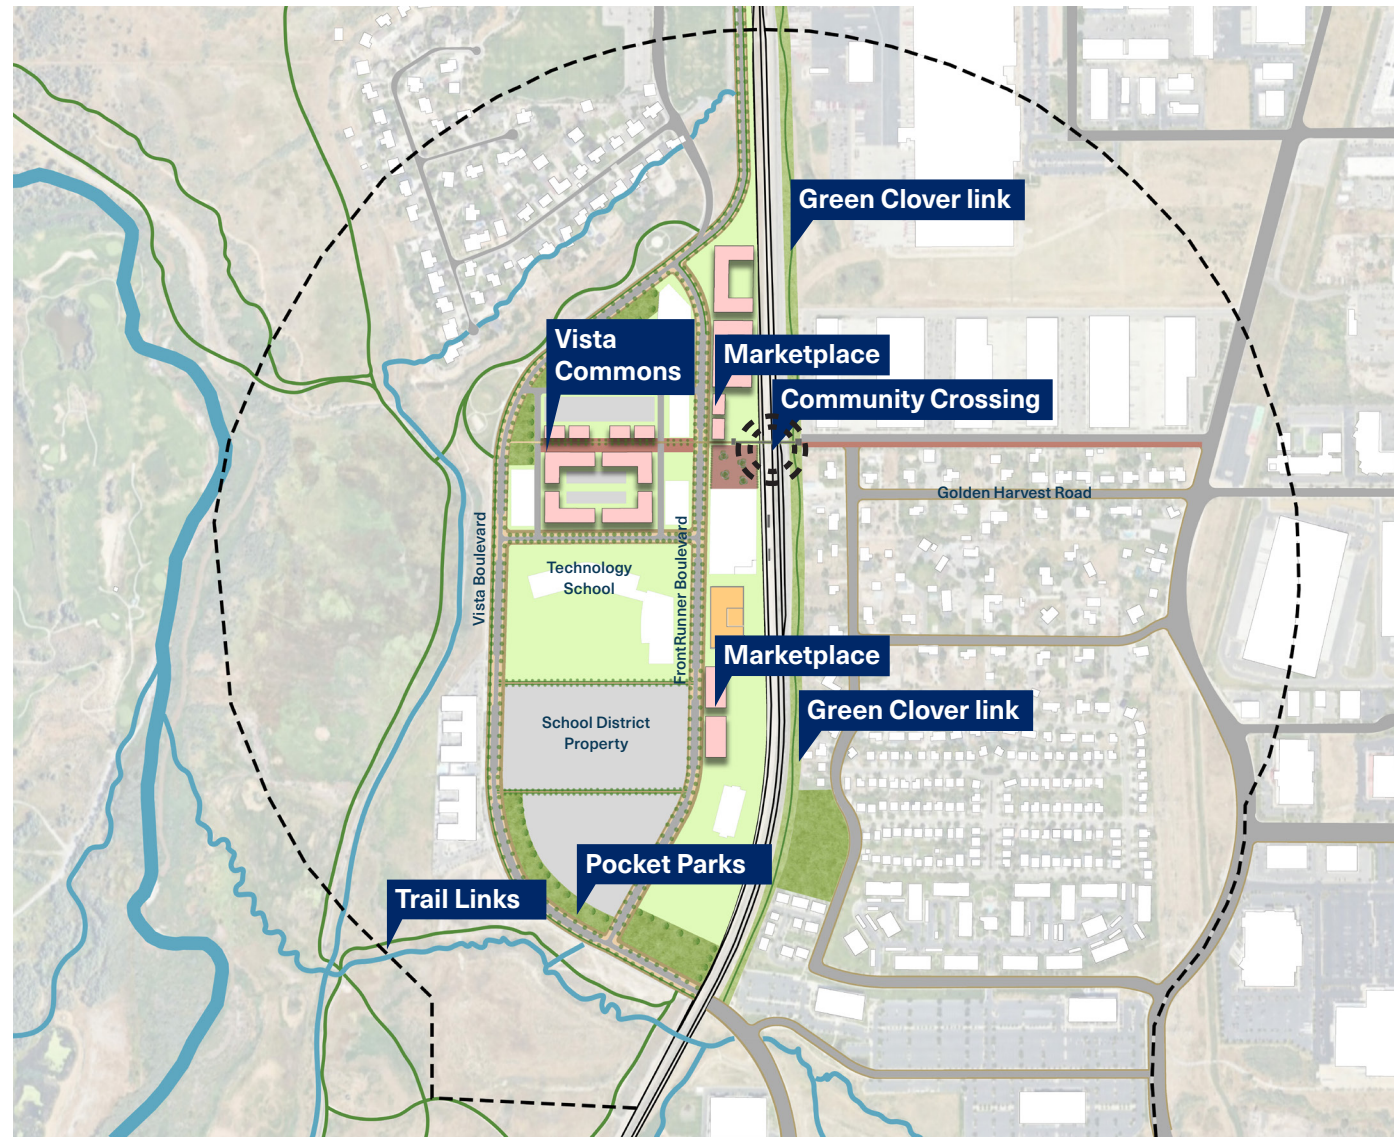 Green Clover link
Vista
Commons
Marketplace
Community Crossing
Golden Harvest Road
Vista Boulevard
FrontRunner Boulevard
Technology
School
Marketplace
Green Clover link
School District
Property
Pocket Parks
Trail Links